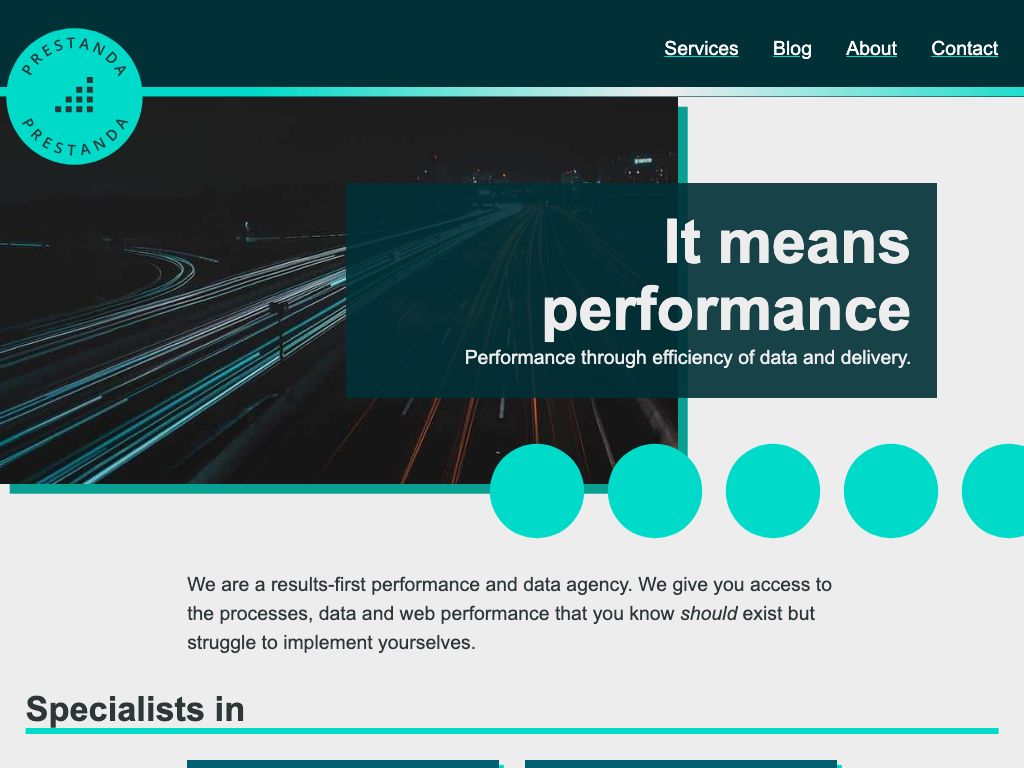 PRESTANDA
PRESTANDA
Services Blog About Contact
It means
performance
Performance through efficiency of data and delivery.
We are a results-first performance and data agency. We give you access to
the processes, data and web performance that you know should exist but
struggle to implement yourselves.
Specialists in